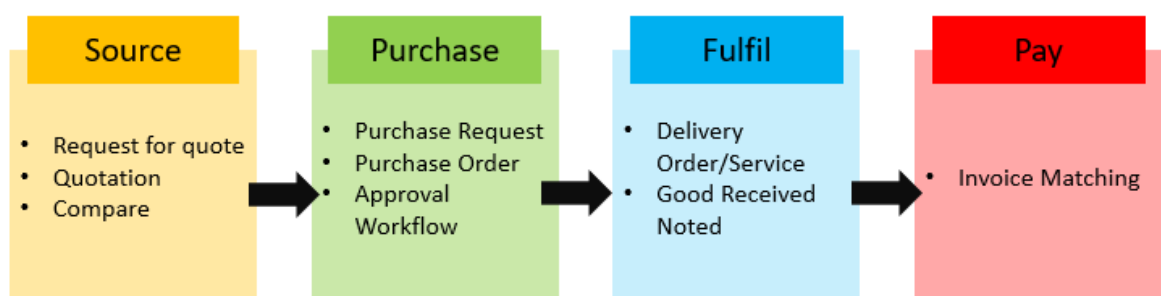 Source
• Request for quote
• Quotation
• Compare
Purchase
• Purchase Request
• Purchase Order
• Approval
Workflow
Fulfil
• Delivery
Order/Service
• Good Received
Noted
Pay
• Invoice Matching